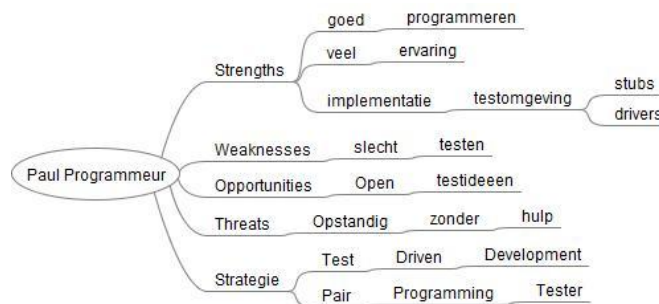 goed programmeren
veel ervaring
Strengths
implementatie testomgeving
stubs
drivers
Paul Programmeur
Weaknesses slecht testen
Opportunities Open testideeen
Threats Opstandig zonder hulp
Strategie
Test Driven Development
Pair Programming Tester